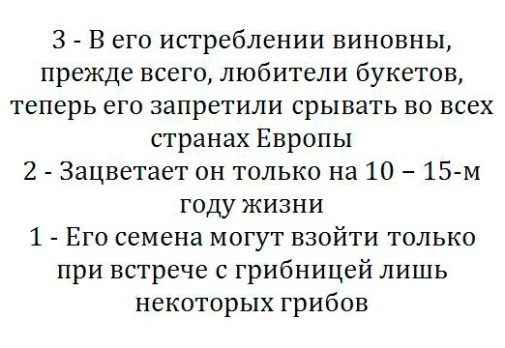 3 - В его истреблении виновны,
прежде всего, любители букетов,
теперь его запретили срывать во всех
странах Европы
2 - Зацветает он только на 10 – 15-м
году жизни
1 - Его семена могут взойти только
при встрече с грибницей лишь
некоторых грибов